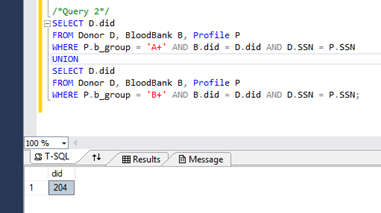 /*Query 2*/
SELECT D.did
FROM Donor D, BloodBank B, Profile P
WHERE P.b_group = 'A+' AND B.did = D.did AND D.SSN = P.SSN
UNION
SELECT D.did
FROM Donor D, BloodBank B, Profile P
WHERE P.b_group = 'B+' AND B.did = D.did AND D.SSN = P.SSN;
100 %
T-SQL Results Message
did
1 204